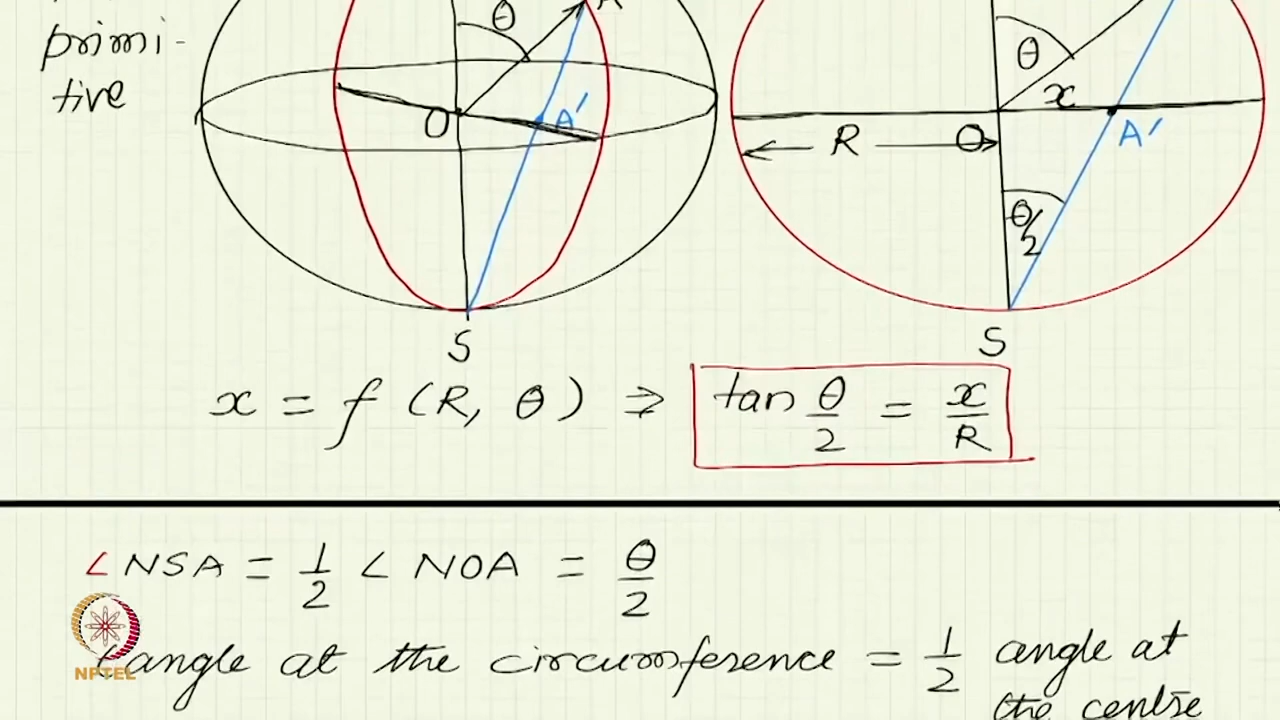 primi-
tive
θ
A
O
A'
S
θ
x
R
O
A'
θ/2
S
x = f (R, θ) ⇒ tan θ/2 = x/R
∠NSA = 1/2 ∠ NOA = θ/2
angle at the circumference = 1/2 angle at
the centre
NPTEL